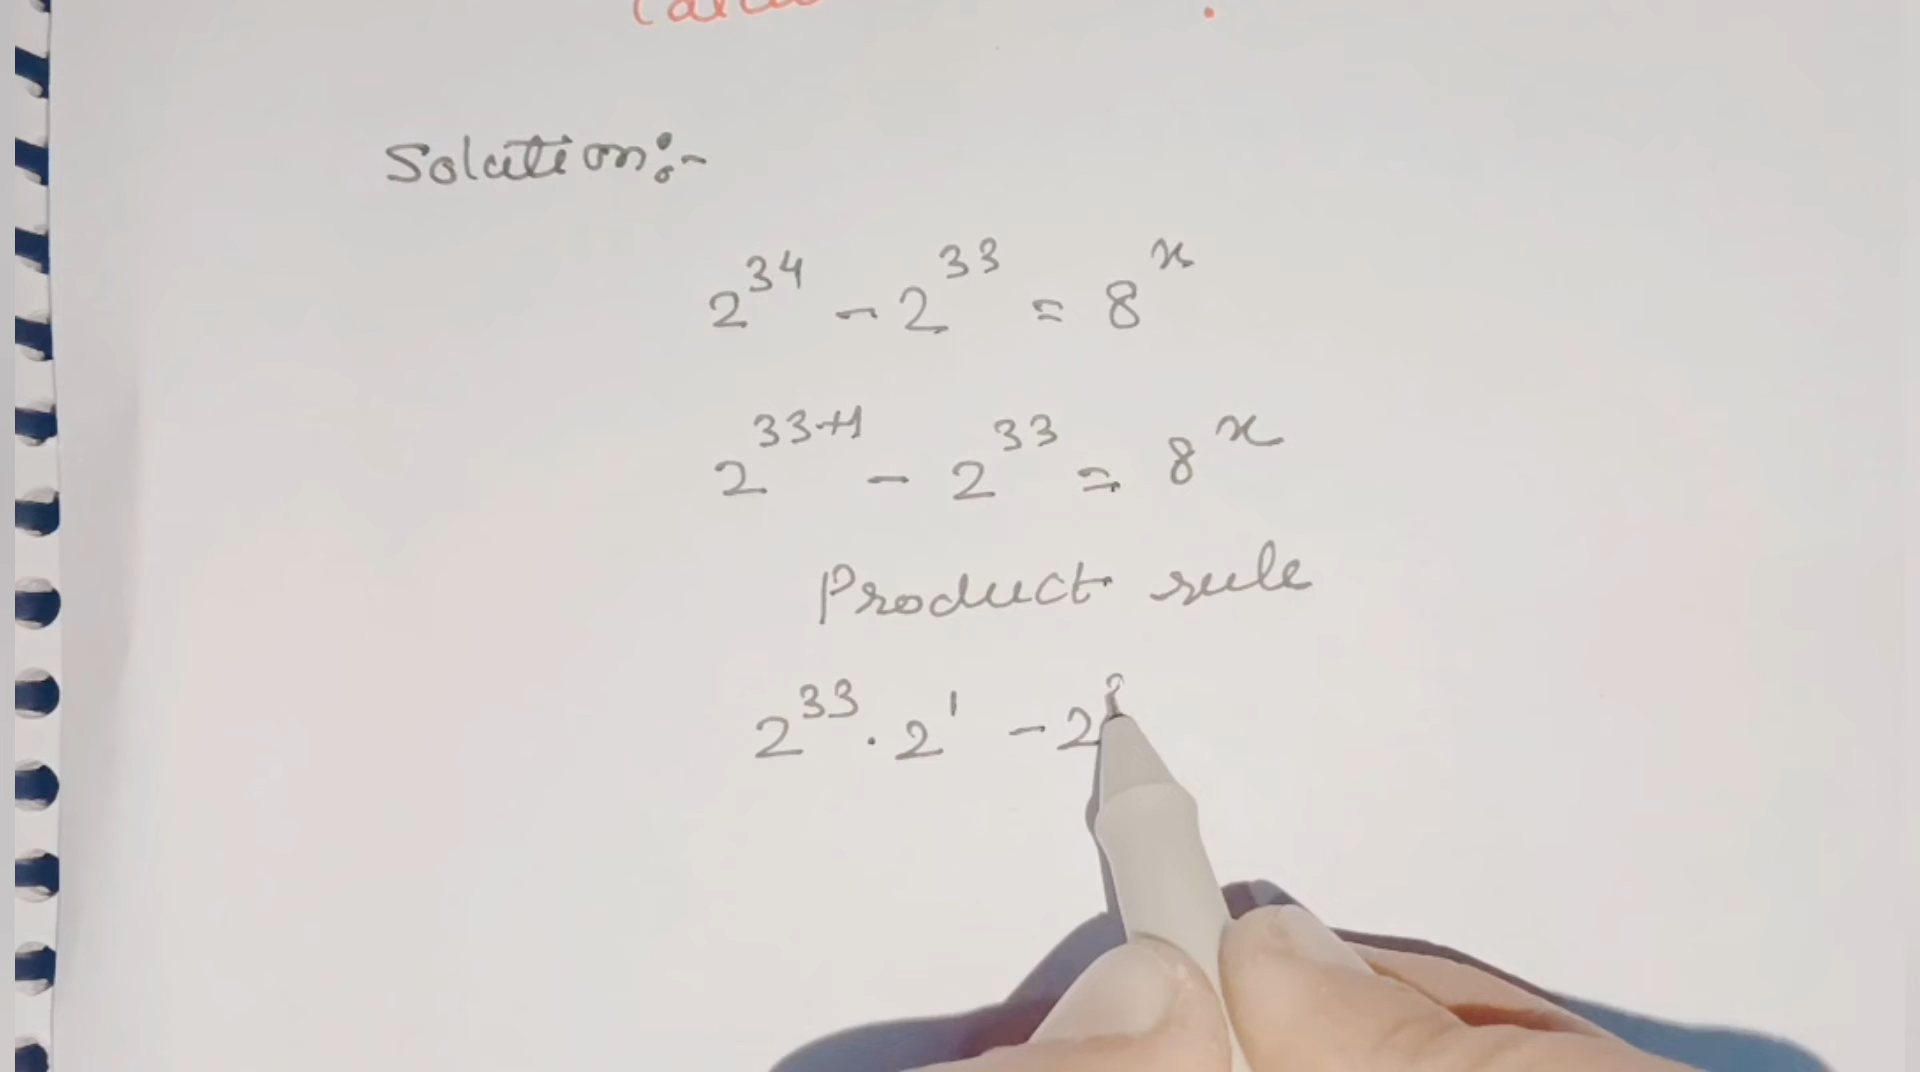 Solution:-
2^34 - 2^33 = 8^x
2^33+1 - 2^33 = 8^x
Product rule
2^33 . 2^1 - 2